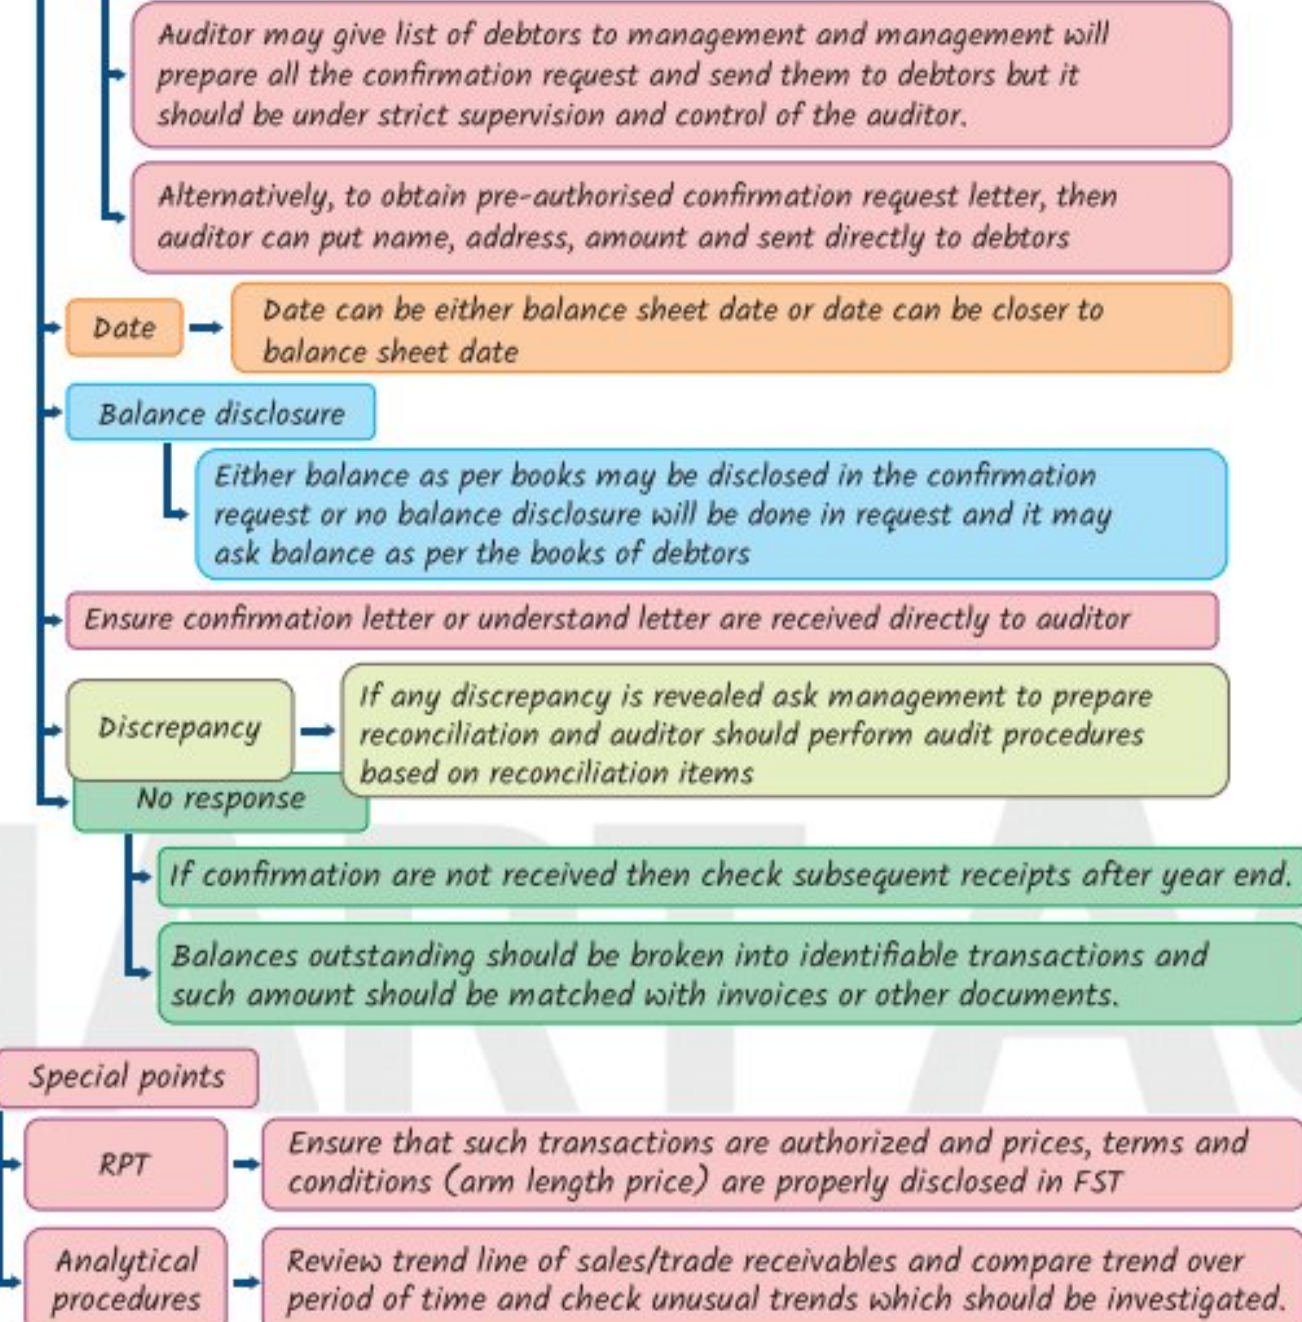 Auditor may give list of debtors to management and management will
prepare all the confirmation request and send them to debtors but it
should be under strict supervision and control of the auditor.
Alternatively, to obtain pre-authorised confirmation request letter, then
auditor can put name, address, amount and sent directly to debtors
Date
Date can be either balance sheet date or date can be closer to
balance sheet date
Balance disclosure
Either balance as per books may be disclosed in the confirmation
request or no balance disclosure will be done in request and it may
ask balance as per the books of debtors
Ensure confirmation letter or understand letter are received directly to auditor
Discrepancy
If any discrepancy is revealed ask management to prepare
reconciliation and auditor should perform audit procedures
based on reconciliation items
No response
If confirmation are not received then check subsequent receipts after year end.
Balances outstanding should be broken into identifiable transactions and
such amount should be matched with invoices or other documents.
Special points
RPT
Ensure that such transactions are authorized and prices, terms and
conditions (arm length price) are properly disclosed in FST
Analytical
procedures
Review trend line of sales/trade receivables and compare trend over
period of time and check unusual trends which should be investigated.